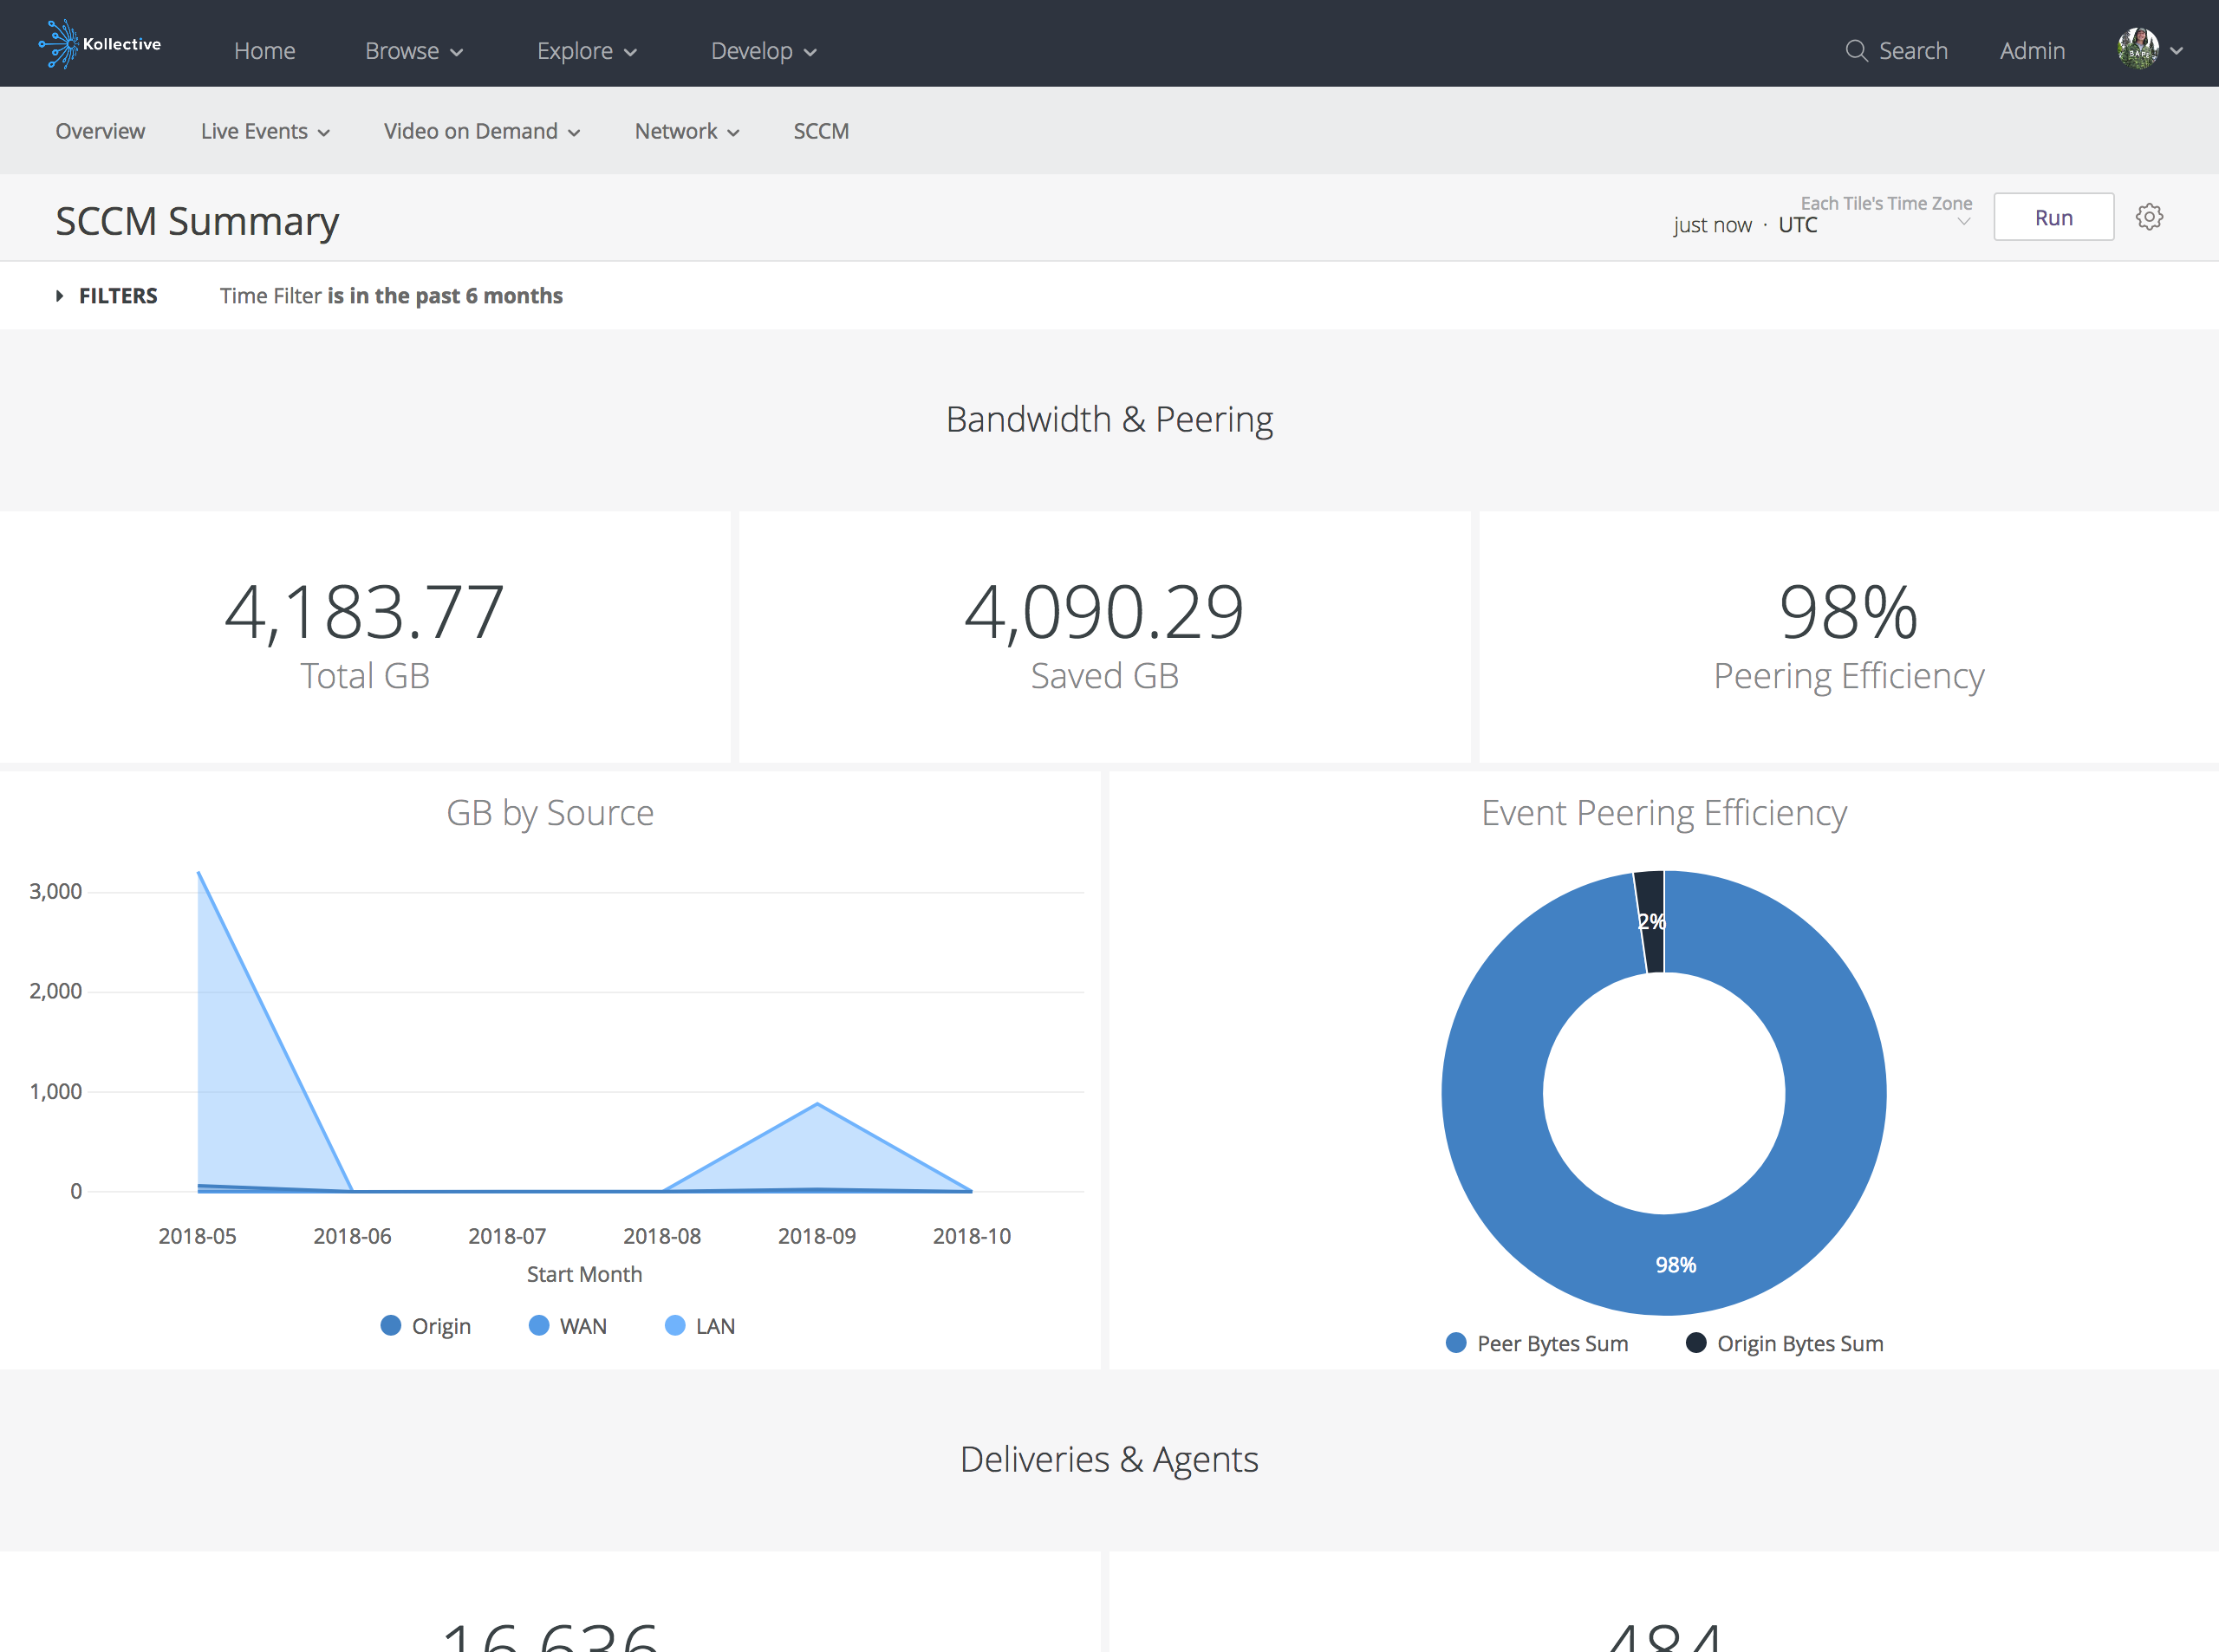 Kollective Home Browse Explore Develop Search Admin
Overview Live Events Video on Demand Network SCCM
SCCM Summary
Each Tile's Time Zone
just now · UTC
Run
FILTERS Time Filter is in the past 6 months
Bandwidth & Peering
4,183.77
Total GB
4,090.29
Saved GB
98%
Peering Efficiency
GB by Source
3,000
2,000
1,000
0
2018-05 2018-06 2018-07 2018-08 2018-09 2018-10
Start Month
Origin WAN LAN
Event Peering Efficiency
2%
98%
Peer Bytes Sum Origin Bytes Sum
Deliveries & Agents
16,636
484